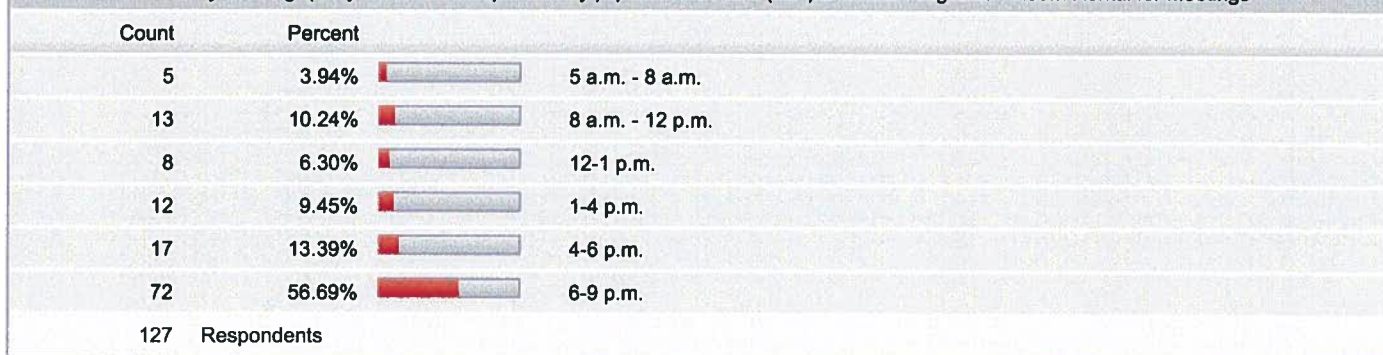 Count Percent
5 3.94% 5 a.m. - 8 a.m.
13 10.24% 8 a.m. - 12 p.m.
8 6.30% 12-1 p.m.
12 9.45% 1-4 p.m.
17 13.39% 4-6 p.m.
72 56.69% 6-9 p.m.
127 Respondents